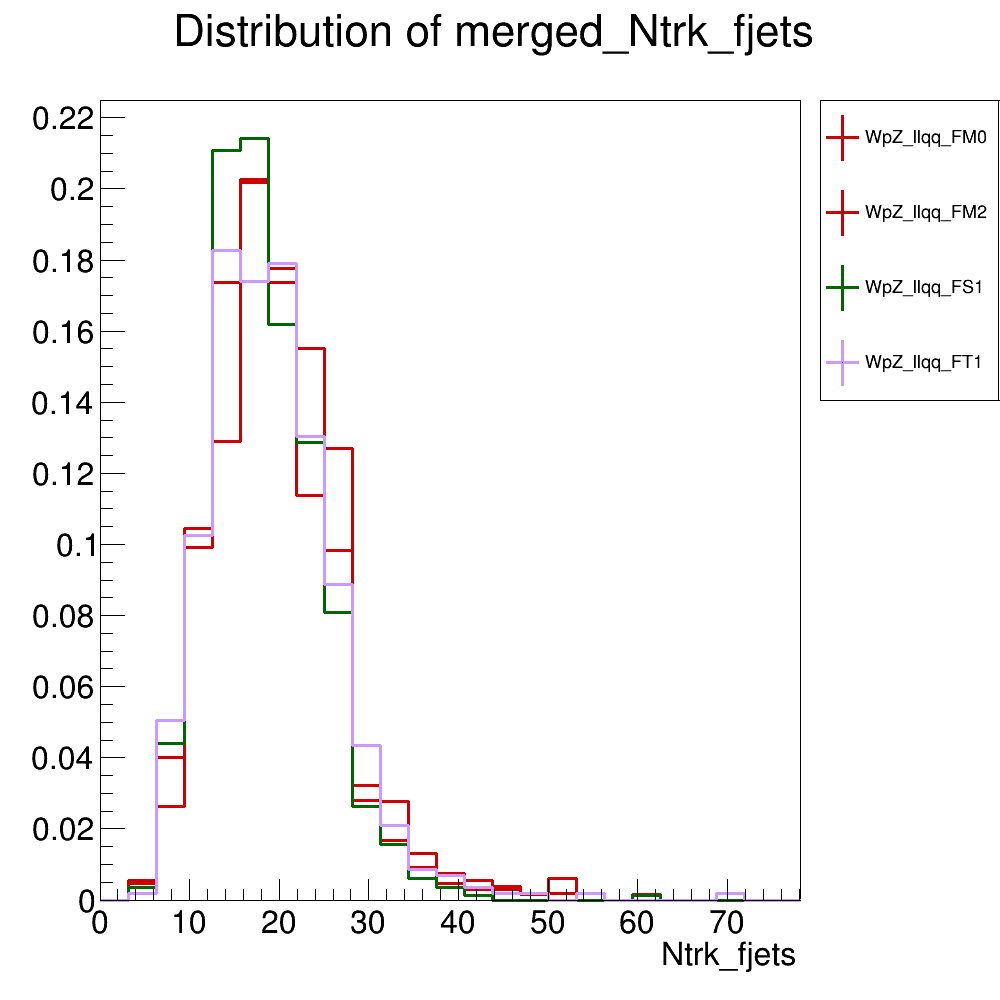 Distribution of merged_Ntrk_fjets
0.22
0.2
0.18
0.16
0.14
0.12
0.1
0.08
0.06
0.04
0.02
0
0 10 20 30 40 50 60 70
Ntrk_fjets
WpZ_llqq_FM0
WpZ_llqq_FM2
WpZ_llqq_FS1
WpZ_llqq_FT1